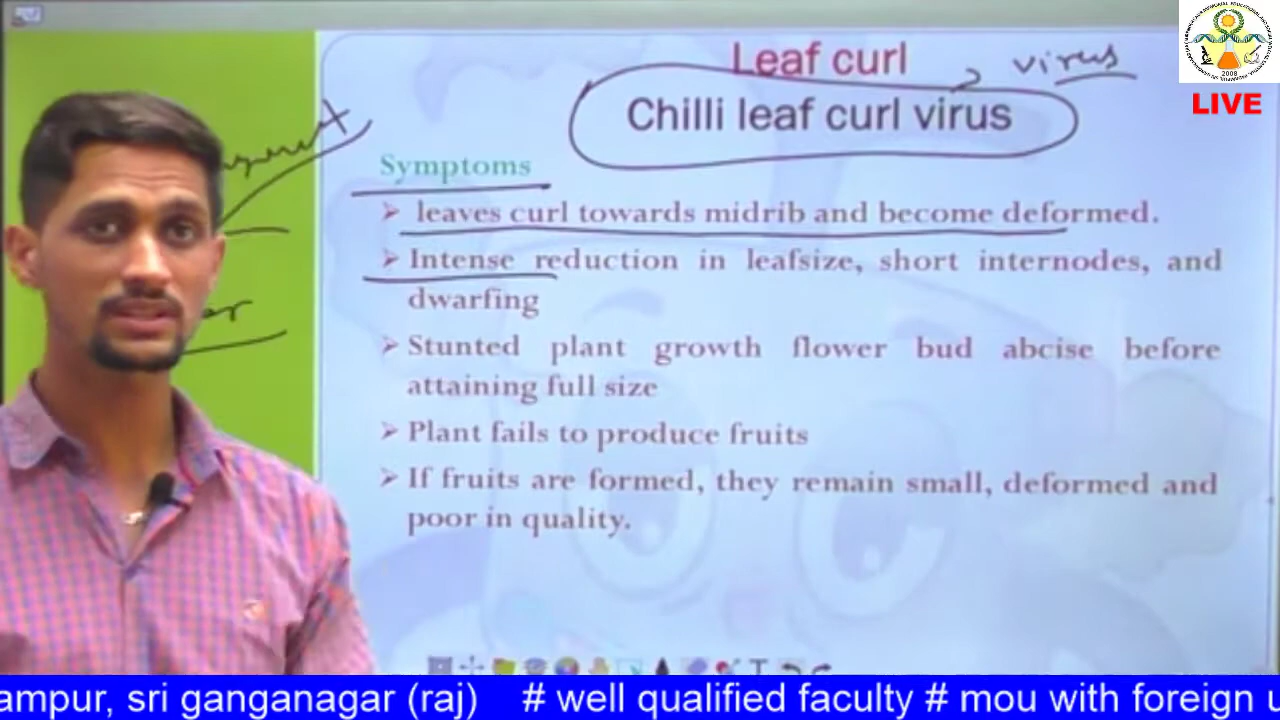 Leaf curl
virus
Chilli leaf curl virus
LIVE
2008
Symptoms
➢ leaves curl towards midrib and become deformed.
➢ Intense reduction in leafsize, short internodes, and
dwarfing
➢ Stunted plant growth flower bud abcise before
attaining full size
➢ Plant fails to produce fruits
➢ If fruits are formed, they remain small, deformed and
poor in quality.
T
ampur, sri ganganagar (raj) # well qualified faculty # mou with foreign u